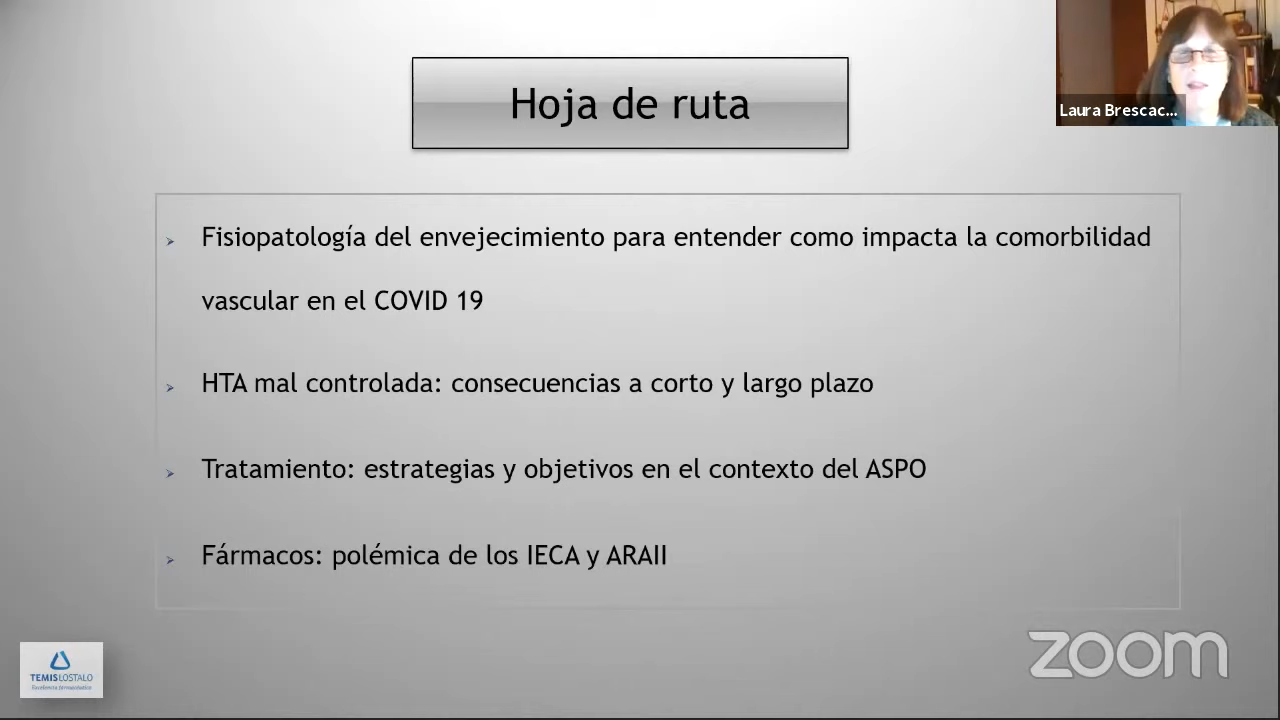 Hoja de ruta
Laura Brescac...
Fisiopatología del envejecimiento para entender como impacta la comorbilidad
vascular en el COVID 19
HTA mal controlada: consecuencias a corto y largo plazo
Tratamiento: estrategias y objetivos en el contexto del ASPO
Fármacos: polémica de los IECA y ARAII
TEMISLOSTALO
Excelencia farmacéutica
zoom